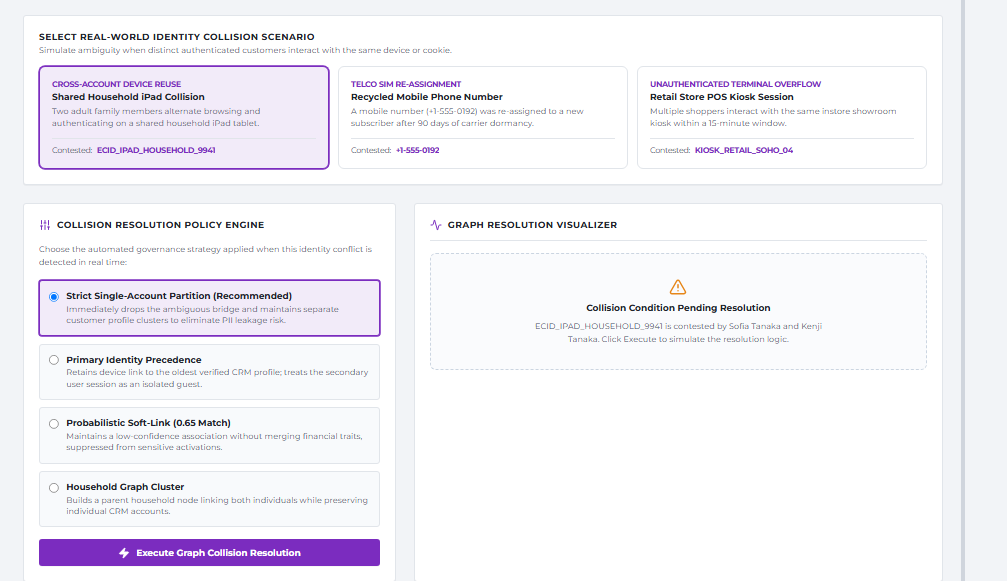 SELECT REAL-WORLD IDENTITY COLLISION SCENARIO
Simulate ambiguity when distinct authenticated customers interact with the same device or cookie.
CROSS-ACCOUNT DEVICE REUSE
Shared Household iPad Collision
Two adult family members alternate browsing and
authenticating on a shared household iPad tablet.
Contested: ECID_IPAD_HOUSEHOLD_9941
TELCO SIM RE-ASSIGNMENT
Recycled Mobile Phone Number
A mobile number (+1-555-0192) was re-assigned to a new
subscriber after 90 days of carrier dormancy.
Contested: +1-555-0192
UNAUTHENTICATED TERMINAL OVERFLOW
Retail Store POS Kiosk Session
Multiple shoppers interact with the same instore showroom
kiosk within a 15-minute window.
Contested: KIOSK_RETAIL_SOHO_04
COLLISION RESOLUTION POLICY ENGINE
Choose the automated governance strategy applied when this identity conflict is
detected in real time:
Strict Single-Account Partition (Recommended)
Immediately drops the ambiguous bridge and maintains separate
customer profile clusters to eliminate PII leakage risk.
Primary Identity Precedence
Retains device link to the oldest verified CRM profile; treats the secondary
user session as an isolated guest.
Probabilistic Soft-Link (0.65 Match)
Maintains a low-confidence association without merging financial traits,
suppressed from sensitive activations.
Household Graph Cluster
Builds a parent household node linking both individuals while preserving
individual CRM accounts.
Execute Graph Collision Resolution
GRAPH RESOLUTION VISUALIZER
Collision Condition Pending Resolution
ECID_IPAD_HOUSEHOLD_9941 is contested by Sofia Tanaka and Kenji
Tanaka. Click Execute to simulate the resolution logic.